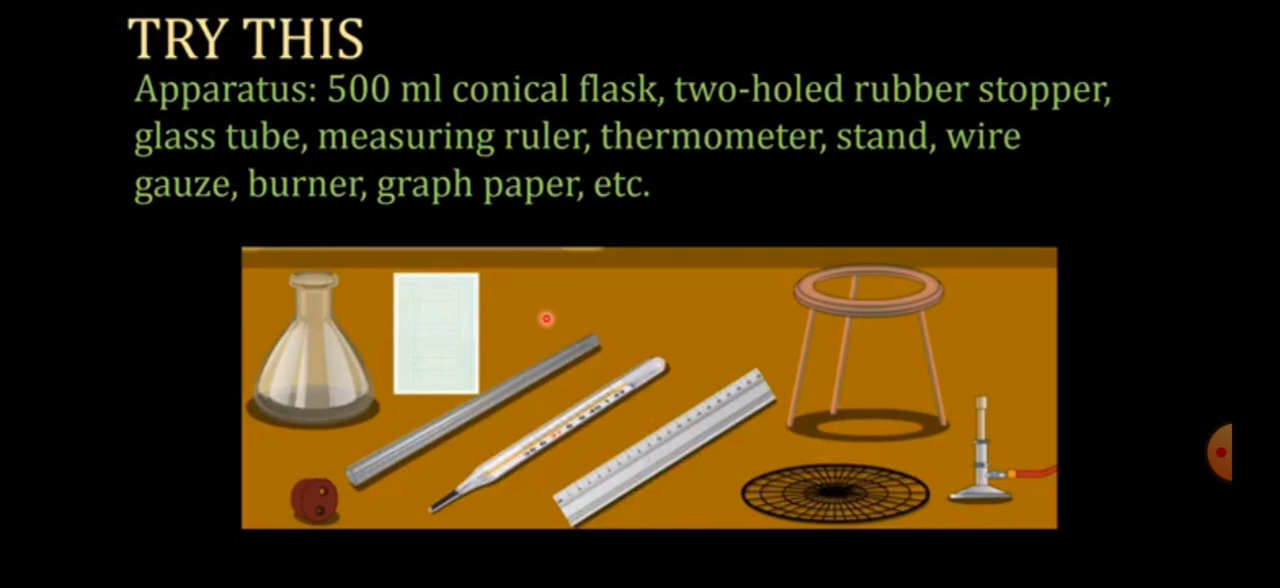 TRY THIS
Apparatus: 500 ml conical flask, two-holed rubber stopper,
glass tube, measuring ruler, thermometer, stand, wire
gauze, burner, graph paper, etc.